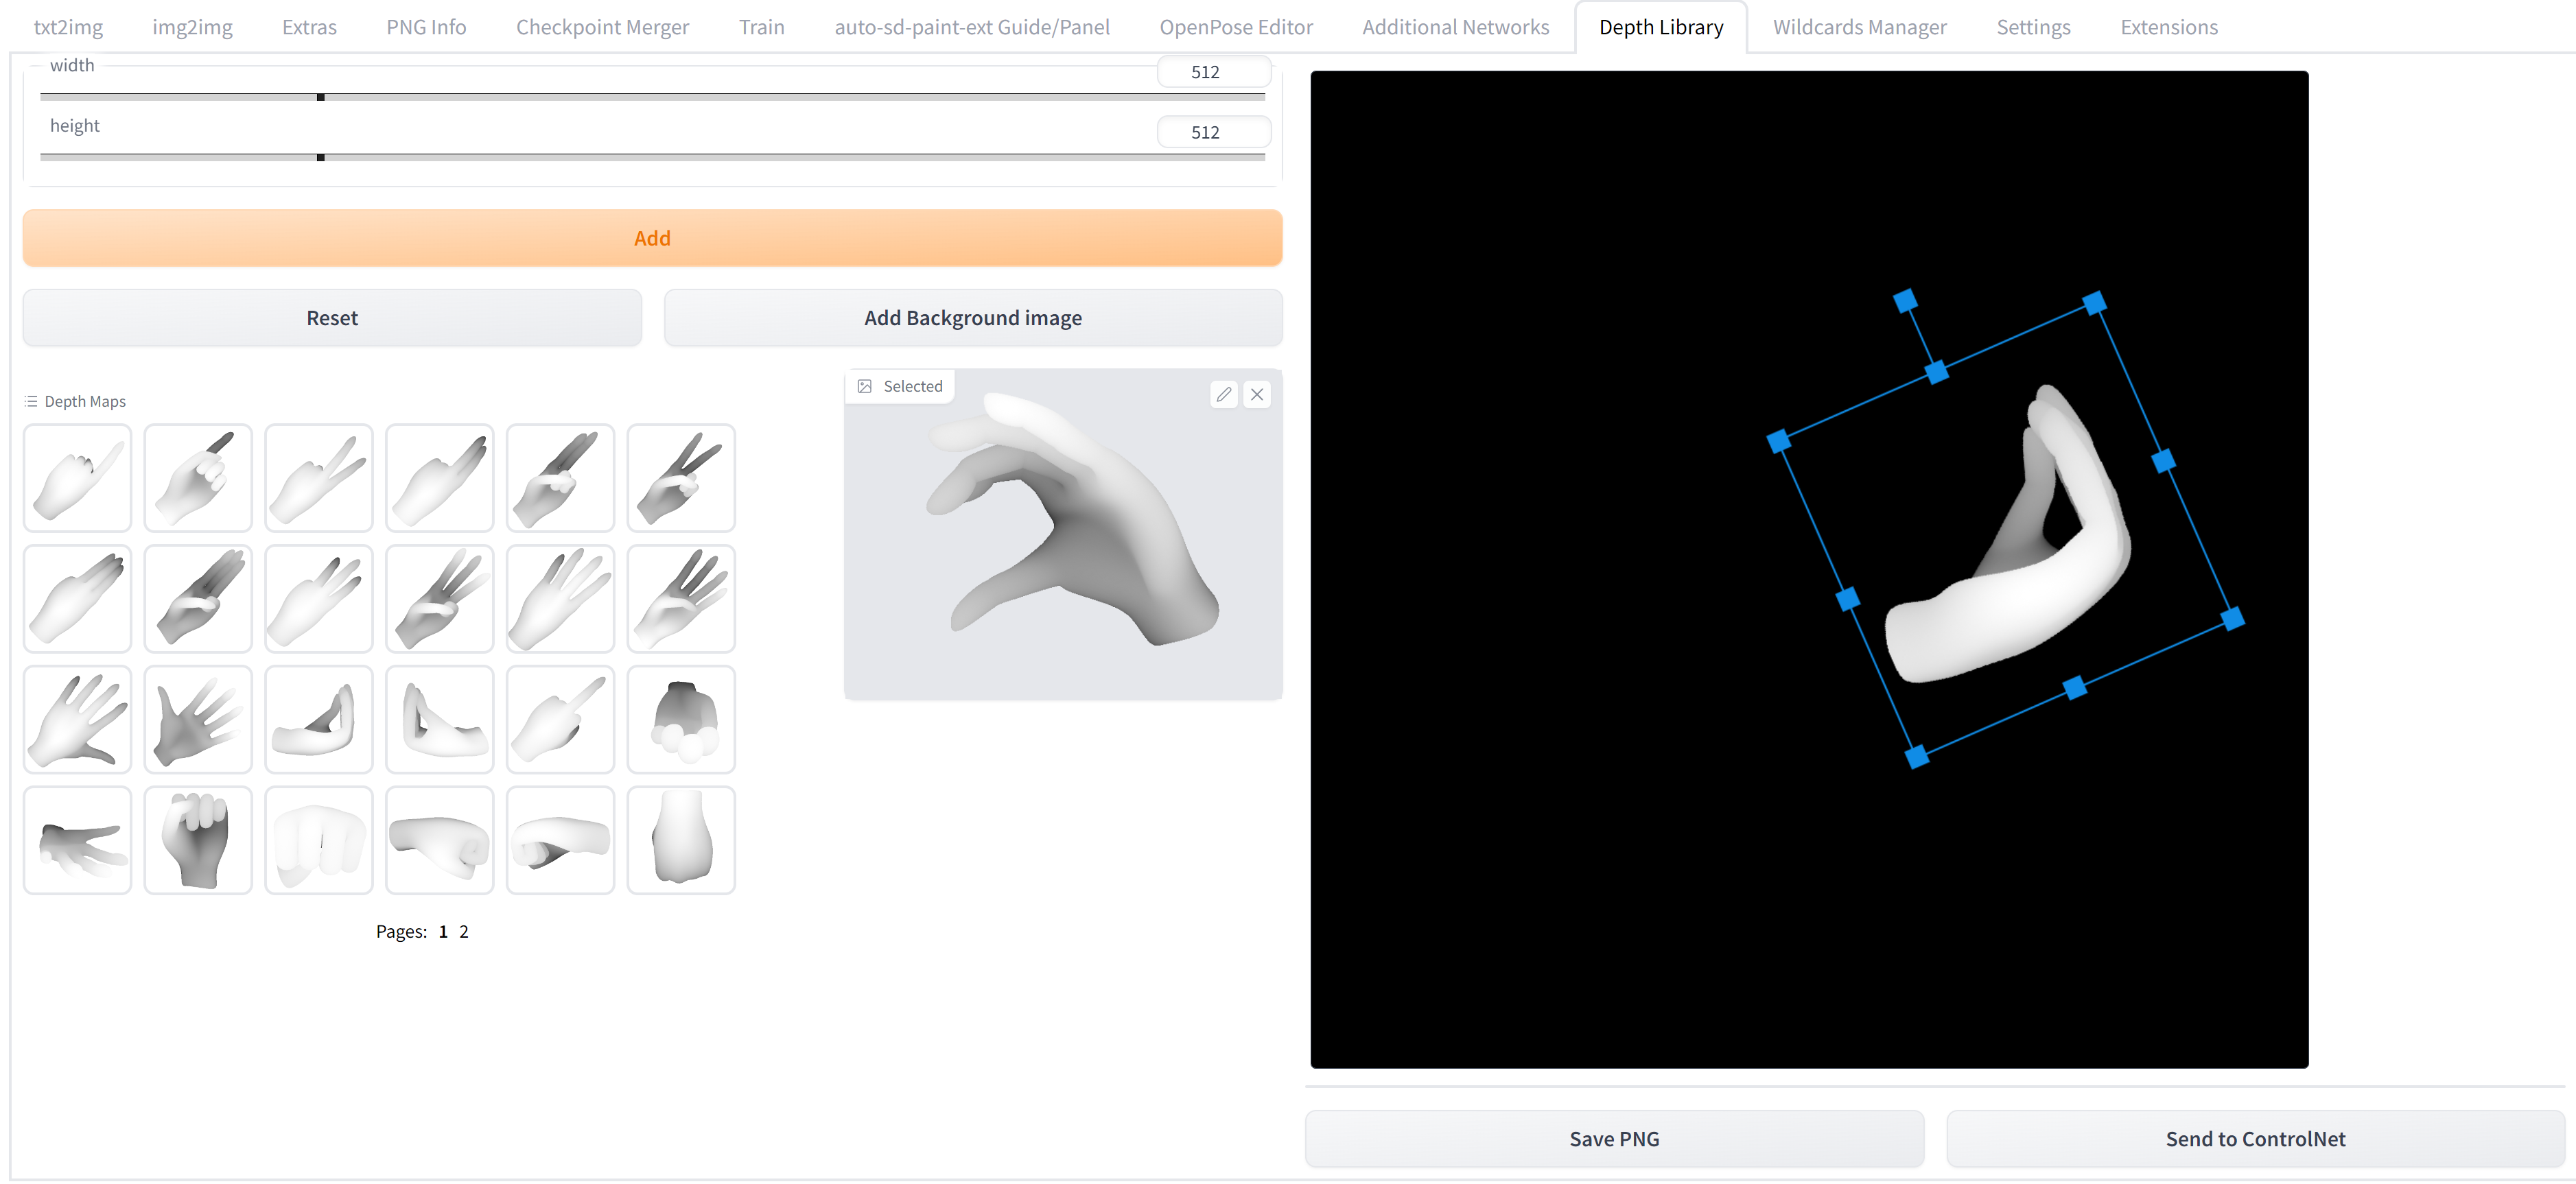 txt2img img2img Extras PNG Info Checkpoint Merger Train auto-sd-paint-ext Guide/Panel OpenPose Editor Additional Networks Depth Library Wildcards Manager Settings Extensions
width 512
height 512
Add
Reset Add Background image
Depth Maps
Selected
Pages: 1 2
Save PNG Send to ControlNet